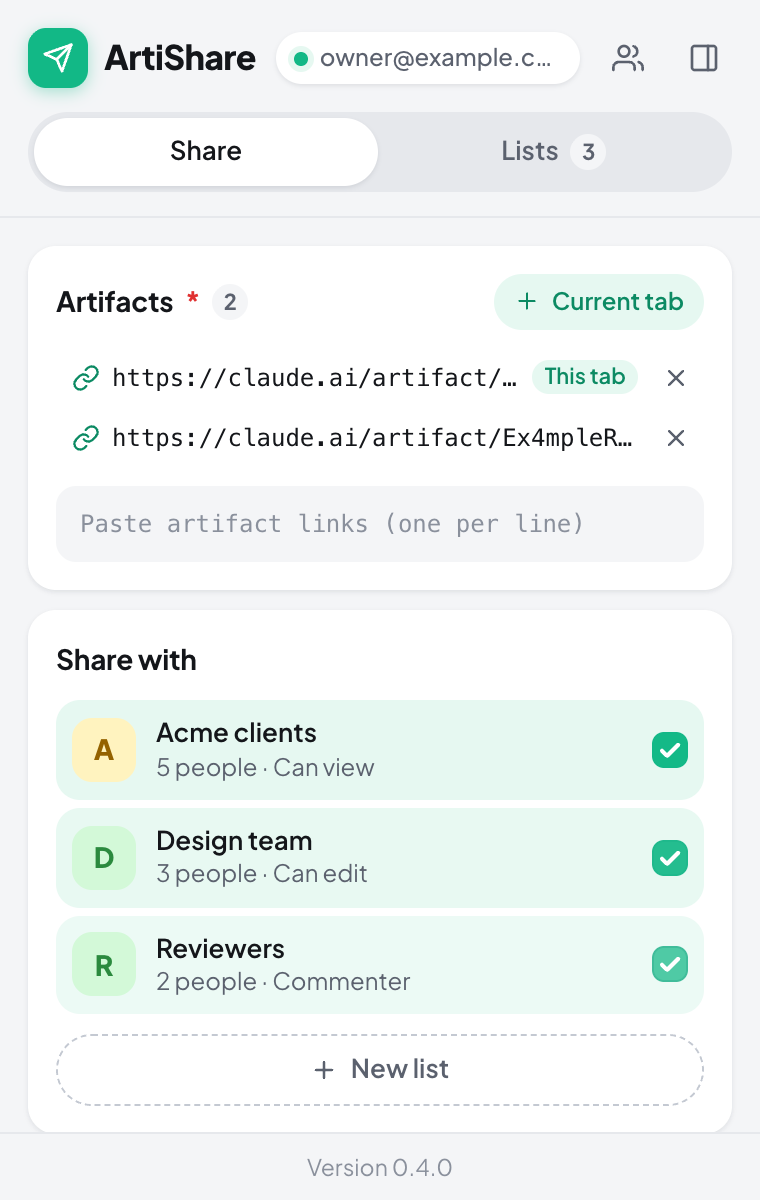 ArtiShare
owner@example.c...
Share
Lists 3
Artifacts * 2
+ Current tab
https://claude.ai/artifact/…
This tab
https://claude.ai/artifact/Ex4mpleR…
Paste artifact links (one per line)
Share with
A
Acme clients
5 people · Can view
D
Design team
3 people · Can edit
R
Reviewers
2 people · Commenter
+ New list
Version 0.4.0